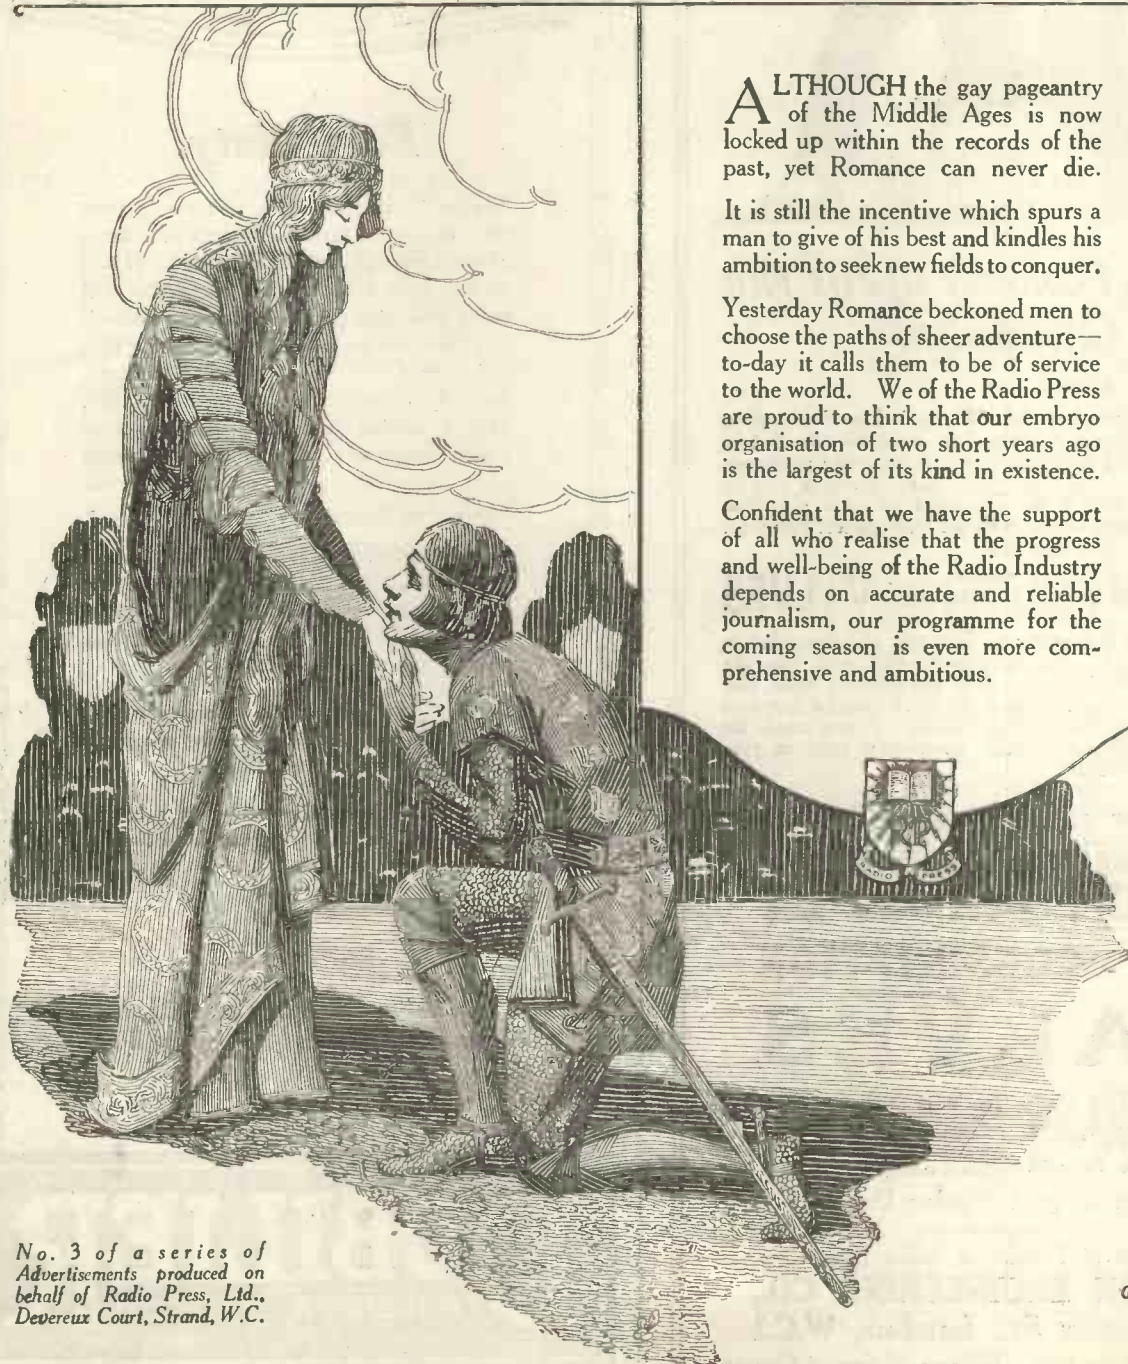 ALTHOUGH the gay pageantry
of the Middle Ages is now
locked up within the records of the
past, yet Romance can never die.
It is still the incentive which spurs a
man to give of his best and kindles his
ambition to seek new fields to conquer.
Yesterday Romance beckoned men to
choose the paths of sheer adventure—
to-day it calls them to be of service
to the world. We of the Radio Press
are proud to think that our embryo
organisation of two short years ago
is the largest of its kind in existence.
Confident that we have the support
of all who realise that the progress
and well-being of the Radio Industry
depends on accurate and reliable
journalism, our programme for the
coming season is even more com-
prehensive and ambitious.
RADIO PRESS
No. 3 of a series of
Advertisements produced on
behalf of Radio Press, Ltd.,
Devereux Court, Strand, W.C.